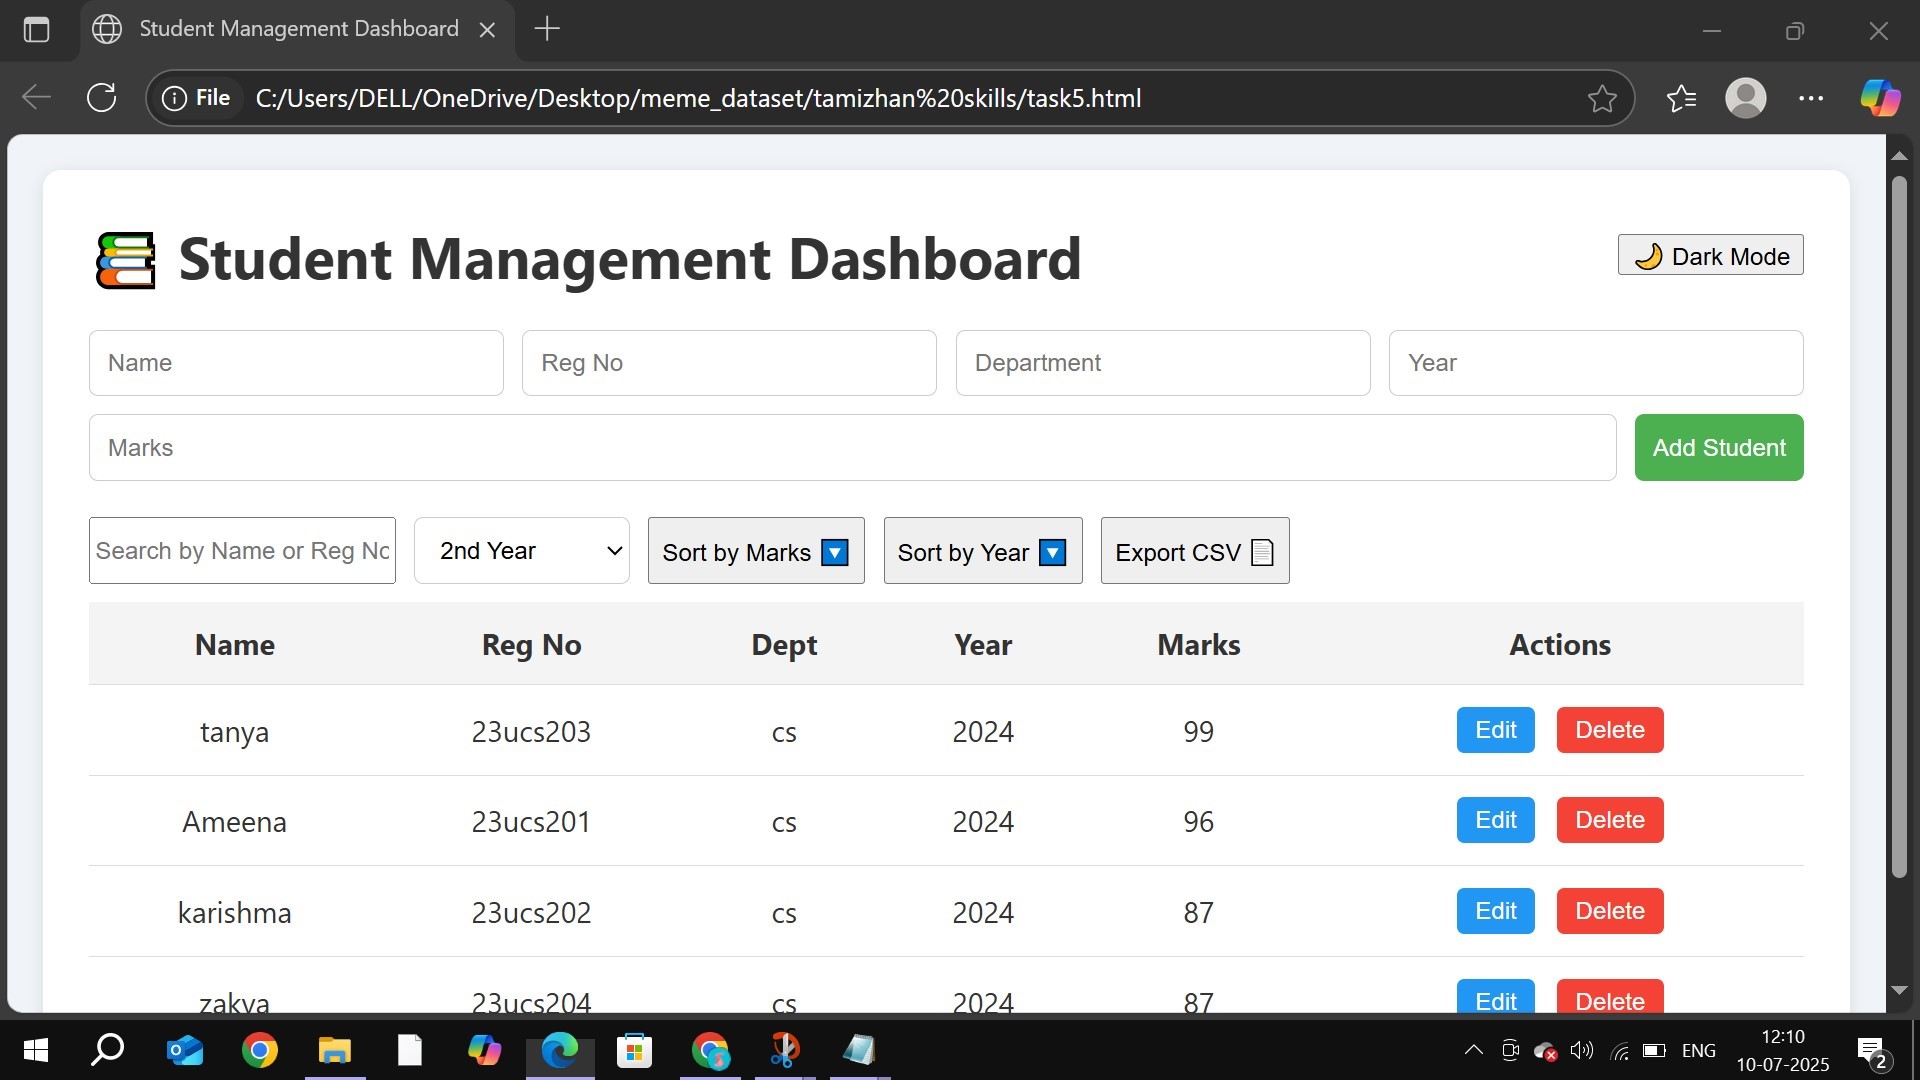 Student Management Dashboard
File C:/Users/DELL/OneDrive/Desktop/meme_dataset/tamizhan%20skills/task5.html
Student Management Dashboard
Dark Mode
Name Reg No Department Year
Marks Add Student
Search by Name or Reg No 2nd Year Sort by Marks Sort by Year Export CSV
Name Reg No Dept Year Marks Actions
tanya 23ucs203 cs 2024 99 Edit Delete
Ameena 23ucs201 cs 2024 96 Edit Delete
karishma 23ucs202 cs 2024 87 Edit Delete
zakya 23ucs204 cs 2024 87 Edit Delete
ENG 12:10
10-07-2025 2